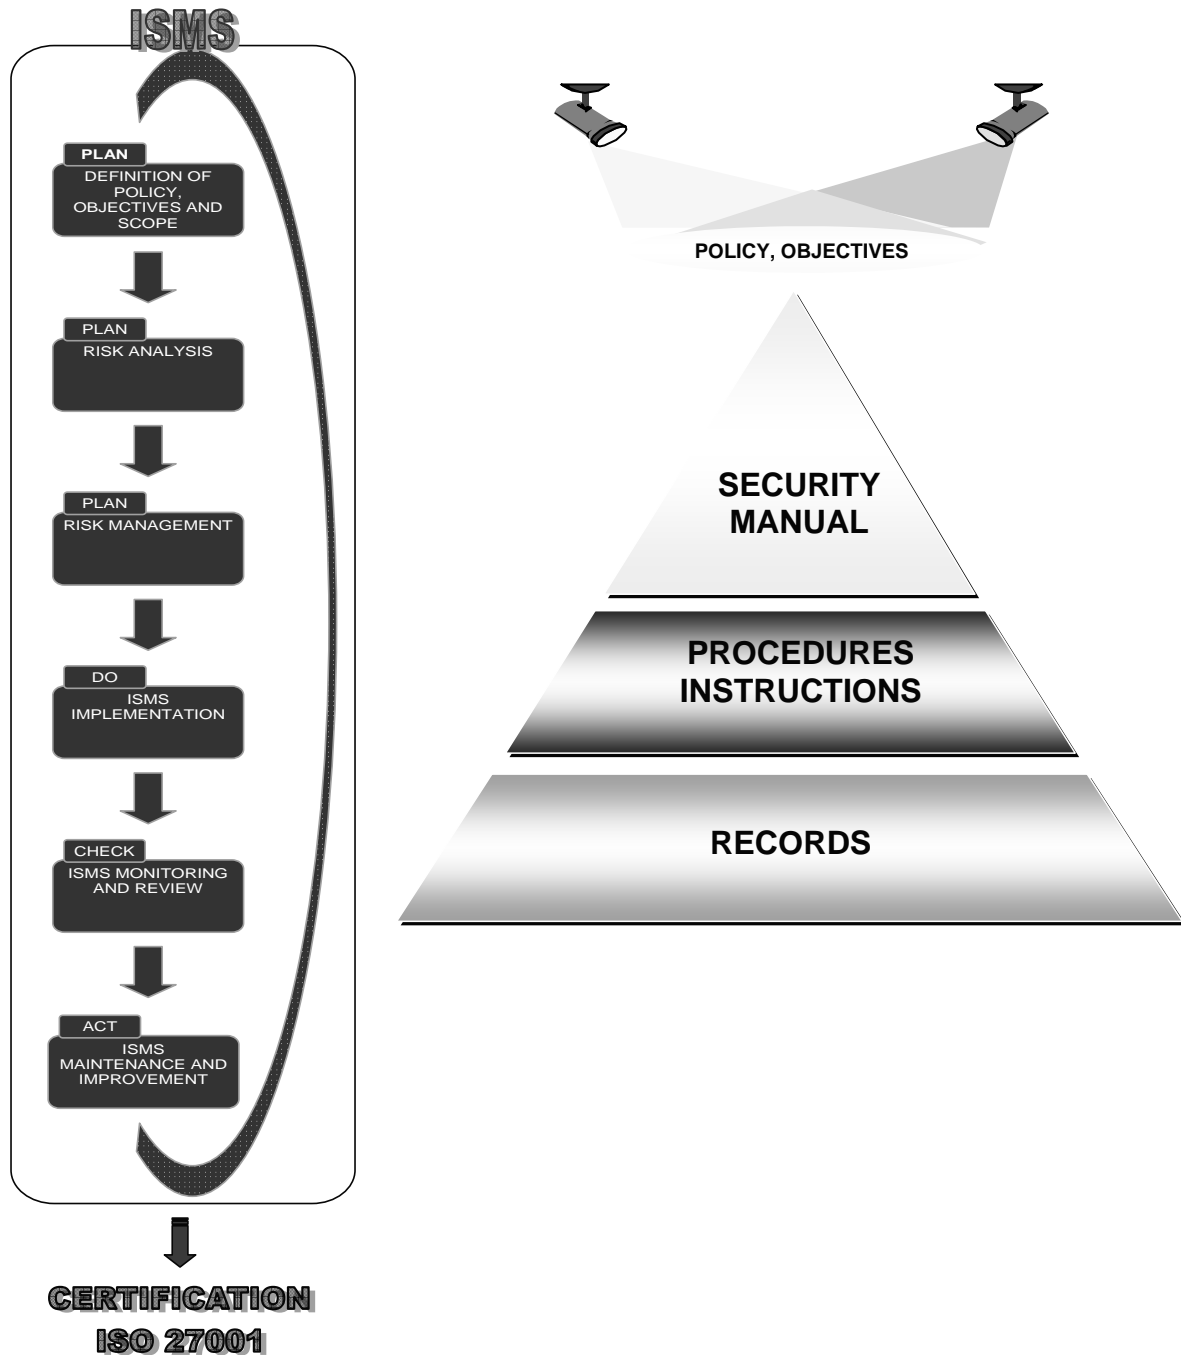 ISMS
PLAN
DEFINITION OF
POLICY,
OBJECTIVES AND
SCOPE
PLAN
RISK ANALYSIS
PLAN
RISK MANAGEMENT
DO
ISMS
IMPLEMENTATION
CHECK
ISMS MONITORING
AND REVIEW
ACT
ISMS
MAINTENANCE AND
IMPROVEMENT
CERTIFICATION
ISO 27001
POLICY, OBJECTIVES
SECURITY
MANUAL
PROCEDURES
INSTRUCTIONS
RECORDS